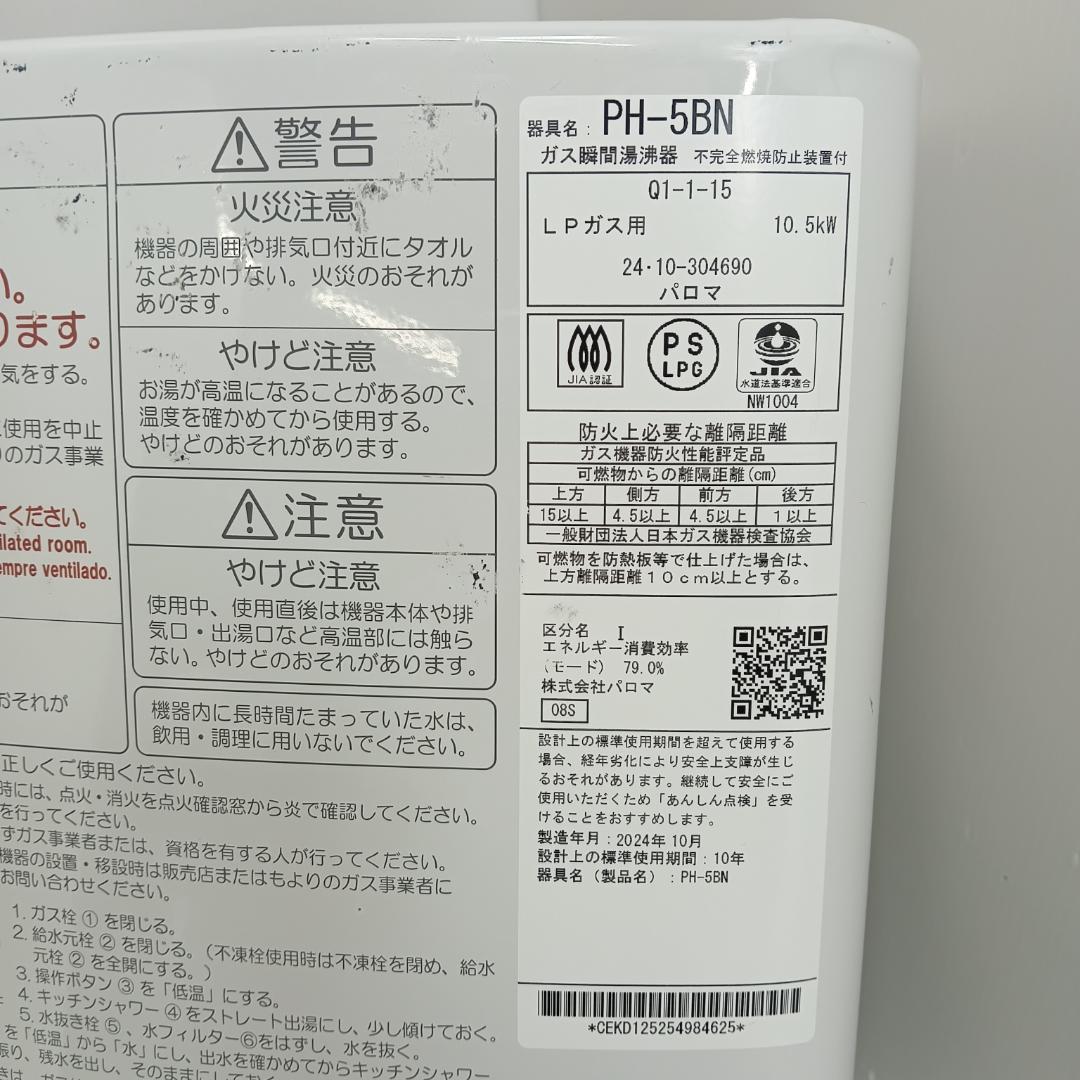 い。
ります。
気をする。
使用を中止
りのガス事業
てください。
ilated room.
empre ventilado.
おそれが
警告
火災注意
機器の周囲や排気口付近にタオル
などをかけない。火災のおそれが
あります。
やけど注意
お湯が高温になることがあるので、
温度を確かめてから使用する。
やけどのおそれがあります。
注意
やけど注意
使用中、使用直後は機器本体や排
気口・出湯口など高温部には触ら
ない。やけどのおそれがあります。
機器内に長時間たまっていた水は、
飲用・調理に用いないでください。
正しくご使用ください。
時には、点火・消火を点火確認窓から炎で確認してください。
を行ってください。
ずガス事業者または、資格を有する人が行ってください。
機器の設置・移設時は販売店またはもよりのガス事業者に
お問い合わせください。
1. ガス栓 ① を閉じる。
2. 給水元栓 ② を閉じる。(不凍栓使用時は不凍栓を閉め、給水
元栓 ② を全開にする。)
3. 操作ボタン ③ を「低温」にする。
4. キッチンシャワー ④ をストレート出湯にし、少し傾けておく。
5. 水抜き栓 ⑤ 、水フィルター⑥をはずし、水を抜く。
を「低温」から「水」にし、出水を確かめてからキッチンシャワー
振り、残水を出し、そのままにしておく
器具名: PH-5BN
ガス瞬間湯沸器 不完全燃焼防止装置付
Q1-1-15
LPガス用 10.5kW
24・10-304690
パロマ
JIA認証
PS
LPG
JIA
水道法基準適合
NW1004
防火上必要な離隔距離
ガス機器防火性能評定品
可燃物からの離隔距離(cm)
上方 側方 前方 後方
15以上 4.5以上 4.5以上 1以上
一般財団法人日本ガス機器検査協会
可燃物を防熱板等で仕上げた場合は、
上方離隔距離10cm以上とする。
区分名 I
エネルギー消費効率
(モード) 79.0%
株式会社パロマ
08S
設計上の標準使用期間を超えて使用する
場合、経年劣化により安全上支障が生じ
るおそれがあります。継続して安全にご
使用いただくため「あんしん点検」を受
けることをおすすめします。
製造年月:2024年10月
設計上の標準使用期間:10年
器具名(製品名):PH-5BN
*CEKD125254984625*